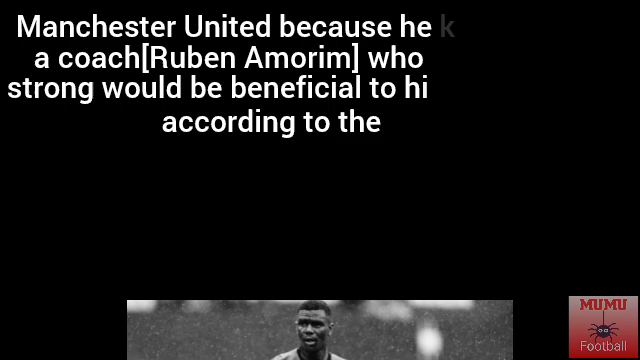 Manchester United because he k
a coach[Ruben Amorim] who
strong would be beneficial to hi
according to the
MUMU
Football